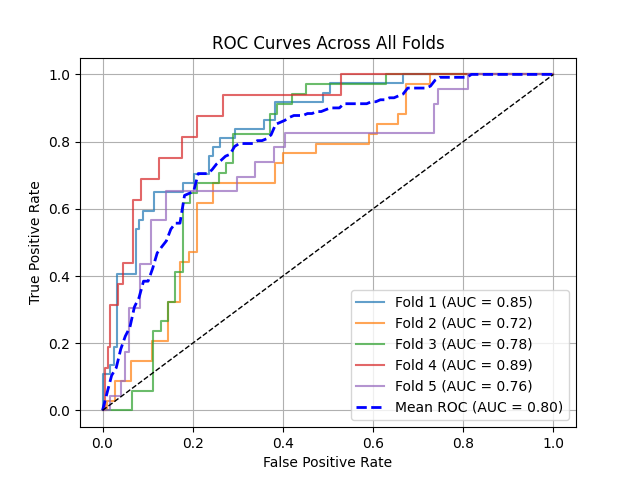 ROC Curves Across All Folds
True Positive Rate
1.0
0.8
0.6
0.4
0.2
0.0
Fold 1 (AUC = 0.85)
Fold 2 (AUC = 0.72)
Fold 3 (AUC = 0.78)
Fold 4 (AUC = 0.89)
Fold 5 (AUC = 0.76)
Mean ROC (AUC = 0.80)
0.0 0.2 0.4 0.6 0.8 1.0
False Positive Rate